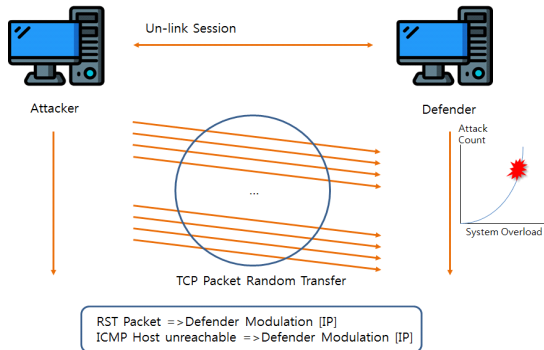 Un-link Session
Attacker
Defender
Attack
Count
...
System Overload
TCP Packet Random Transfer
RST Packet =>Defender Modulation [IP]
ICMP Host unreachable =>Defender Modulation [IP]